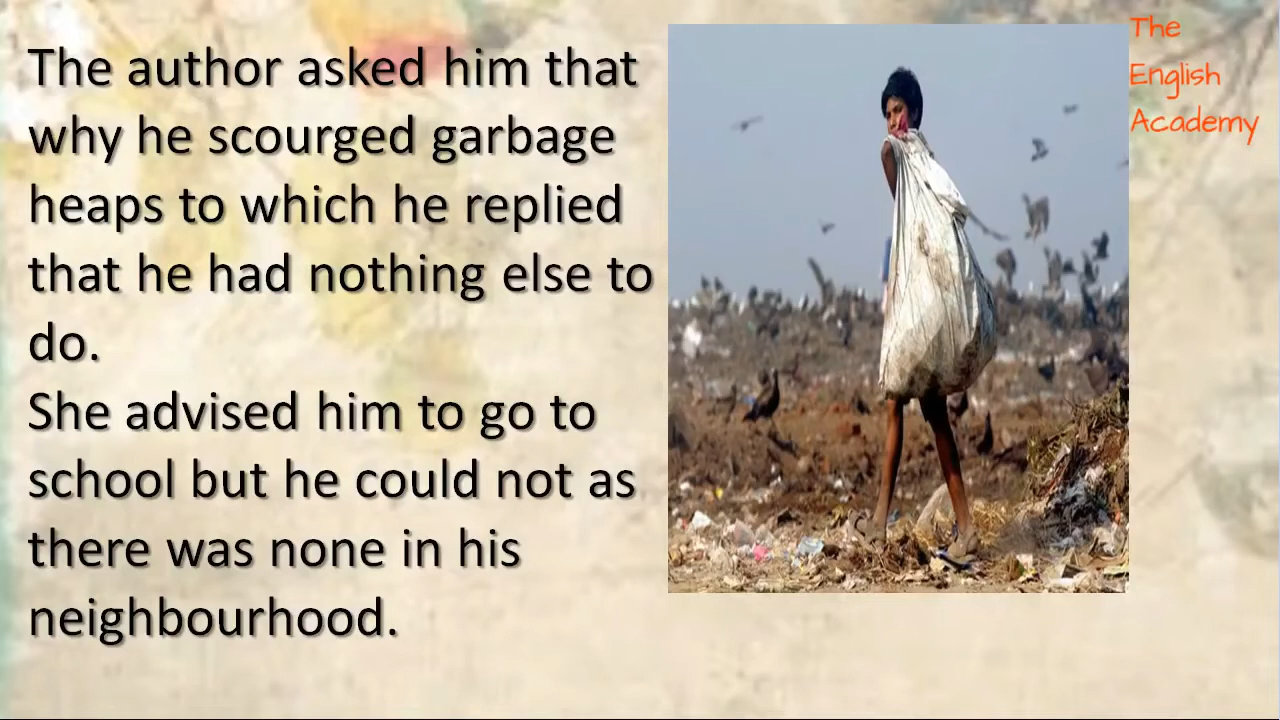 The author asked him that
why he scourged garbage
heaps to which he replied
that he had nothing else to
do.
She advised him to go to
school but he could not as
there was none in his
neighbourhood.
The
English
Academy